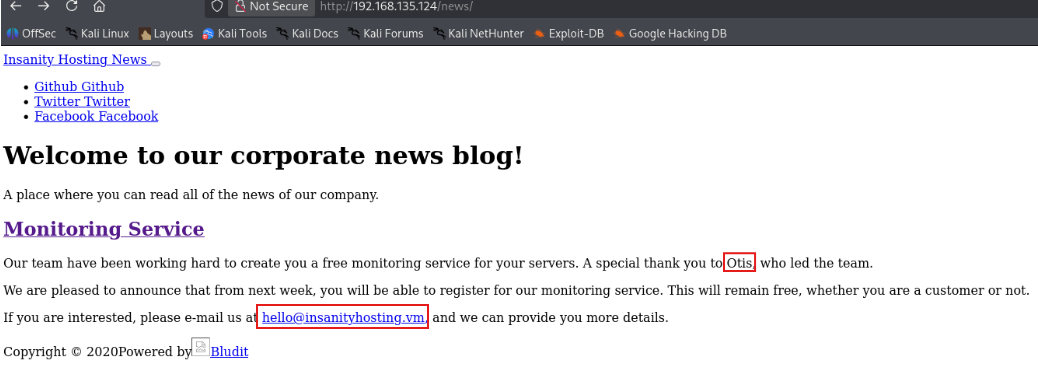 Not Secure http://192.168.135.124/news/
OffSec Kali Linux Layouts Kali Tools Kali Docs Kali Forums Kali NetHunter Exploit-DB Google Hacking DB
Insanity Hosting News
Github Github
Twitter Twitter
Facebook Facebook
Welcome to our corporate news blog!
A place where you can read all of the news of our company.
Monitoring Service
Our team have been working hard to create you a free monitoring service for your servers. A special thank you to Otis, who led the team.
We are pleased to announce that from next week, you will be able to register for our monitoring service. This will remain free, whether you are a customer or not.
If you are interested, please e-mail us at hello@insanityhosting.vm, and we can provide you more details.
Copyright © 2020Powered by Bludit